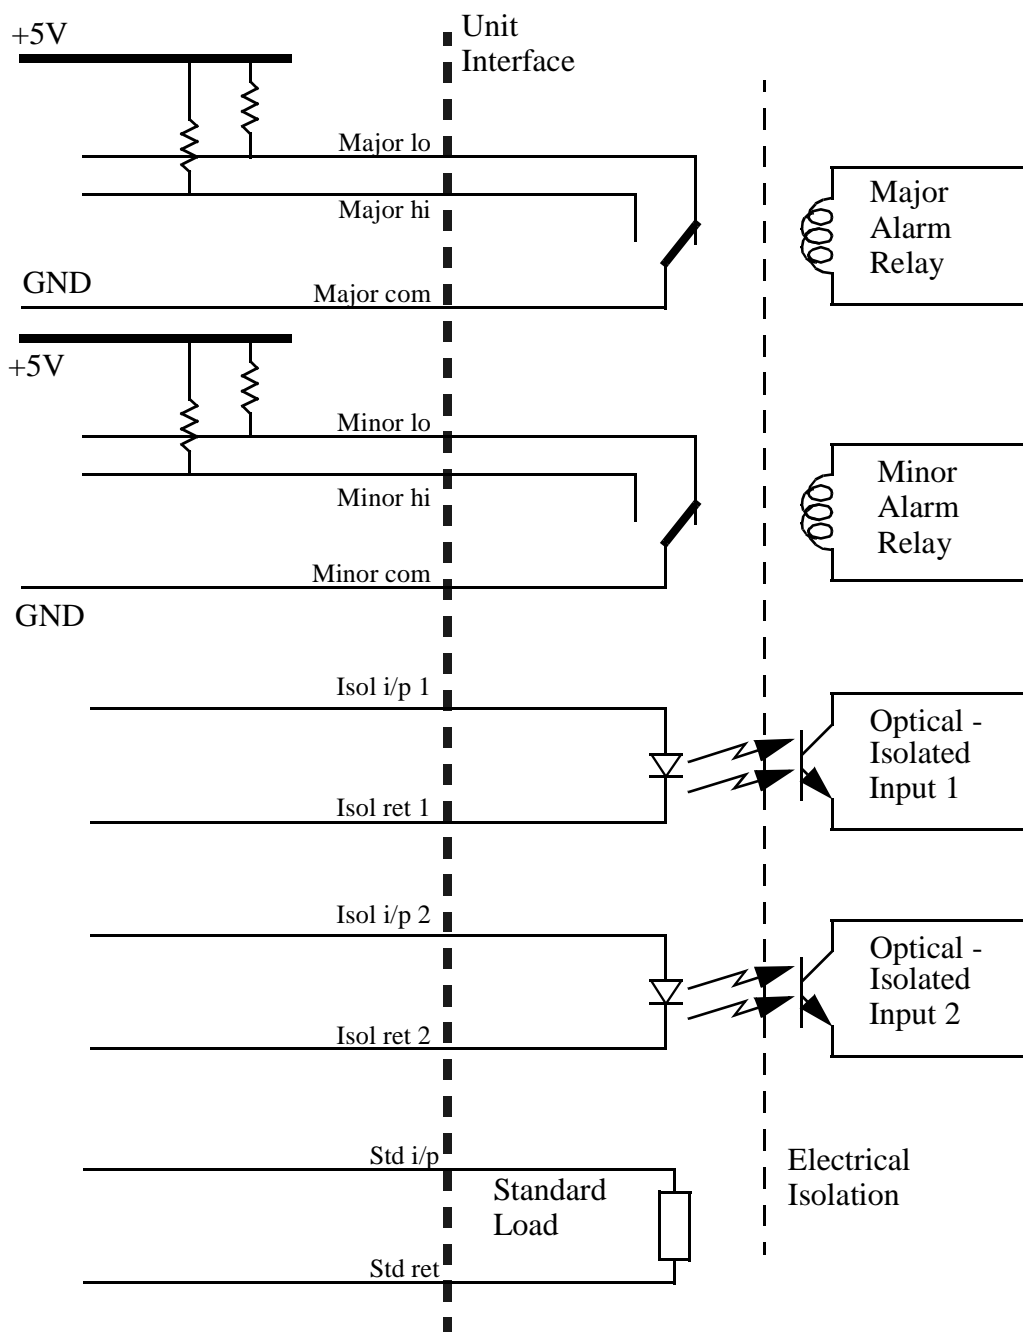 +5V
Unit
Interface
Major lo
Major hi
Major
Alarm
Relay
GND
Major com
+5V
Minor lo
Minor hi
Minor
Alarm
Relay
Minor com
GND
Isol i/p 1
Isol ret 1
Optical -
Isolated
Input 1
Isol i/p 2
Isol ret 2
Optical -
Isolated
Input 2
Std i/p
Standard
Load
Std ret
Electrical
Isolation